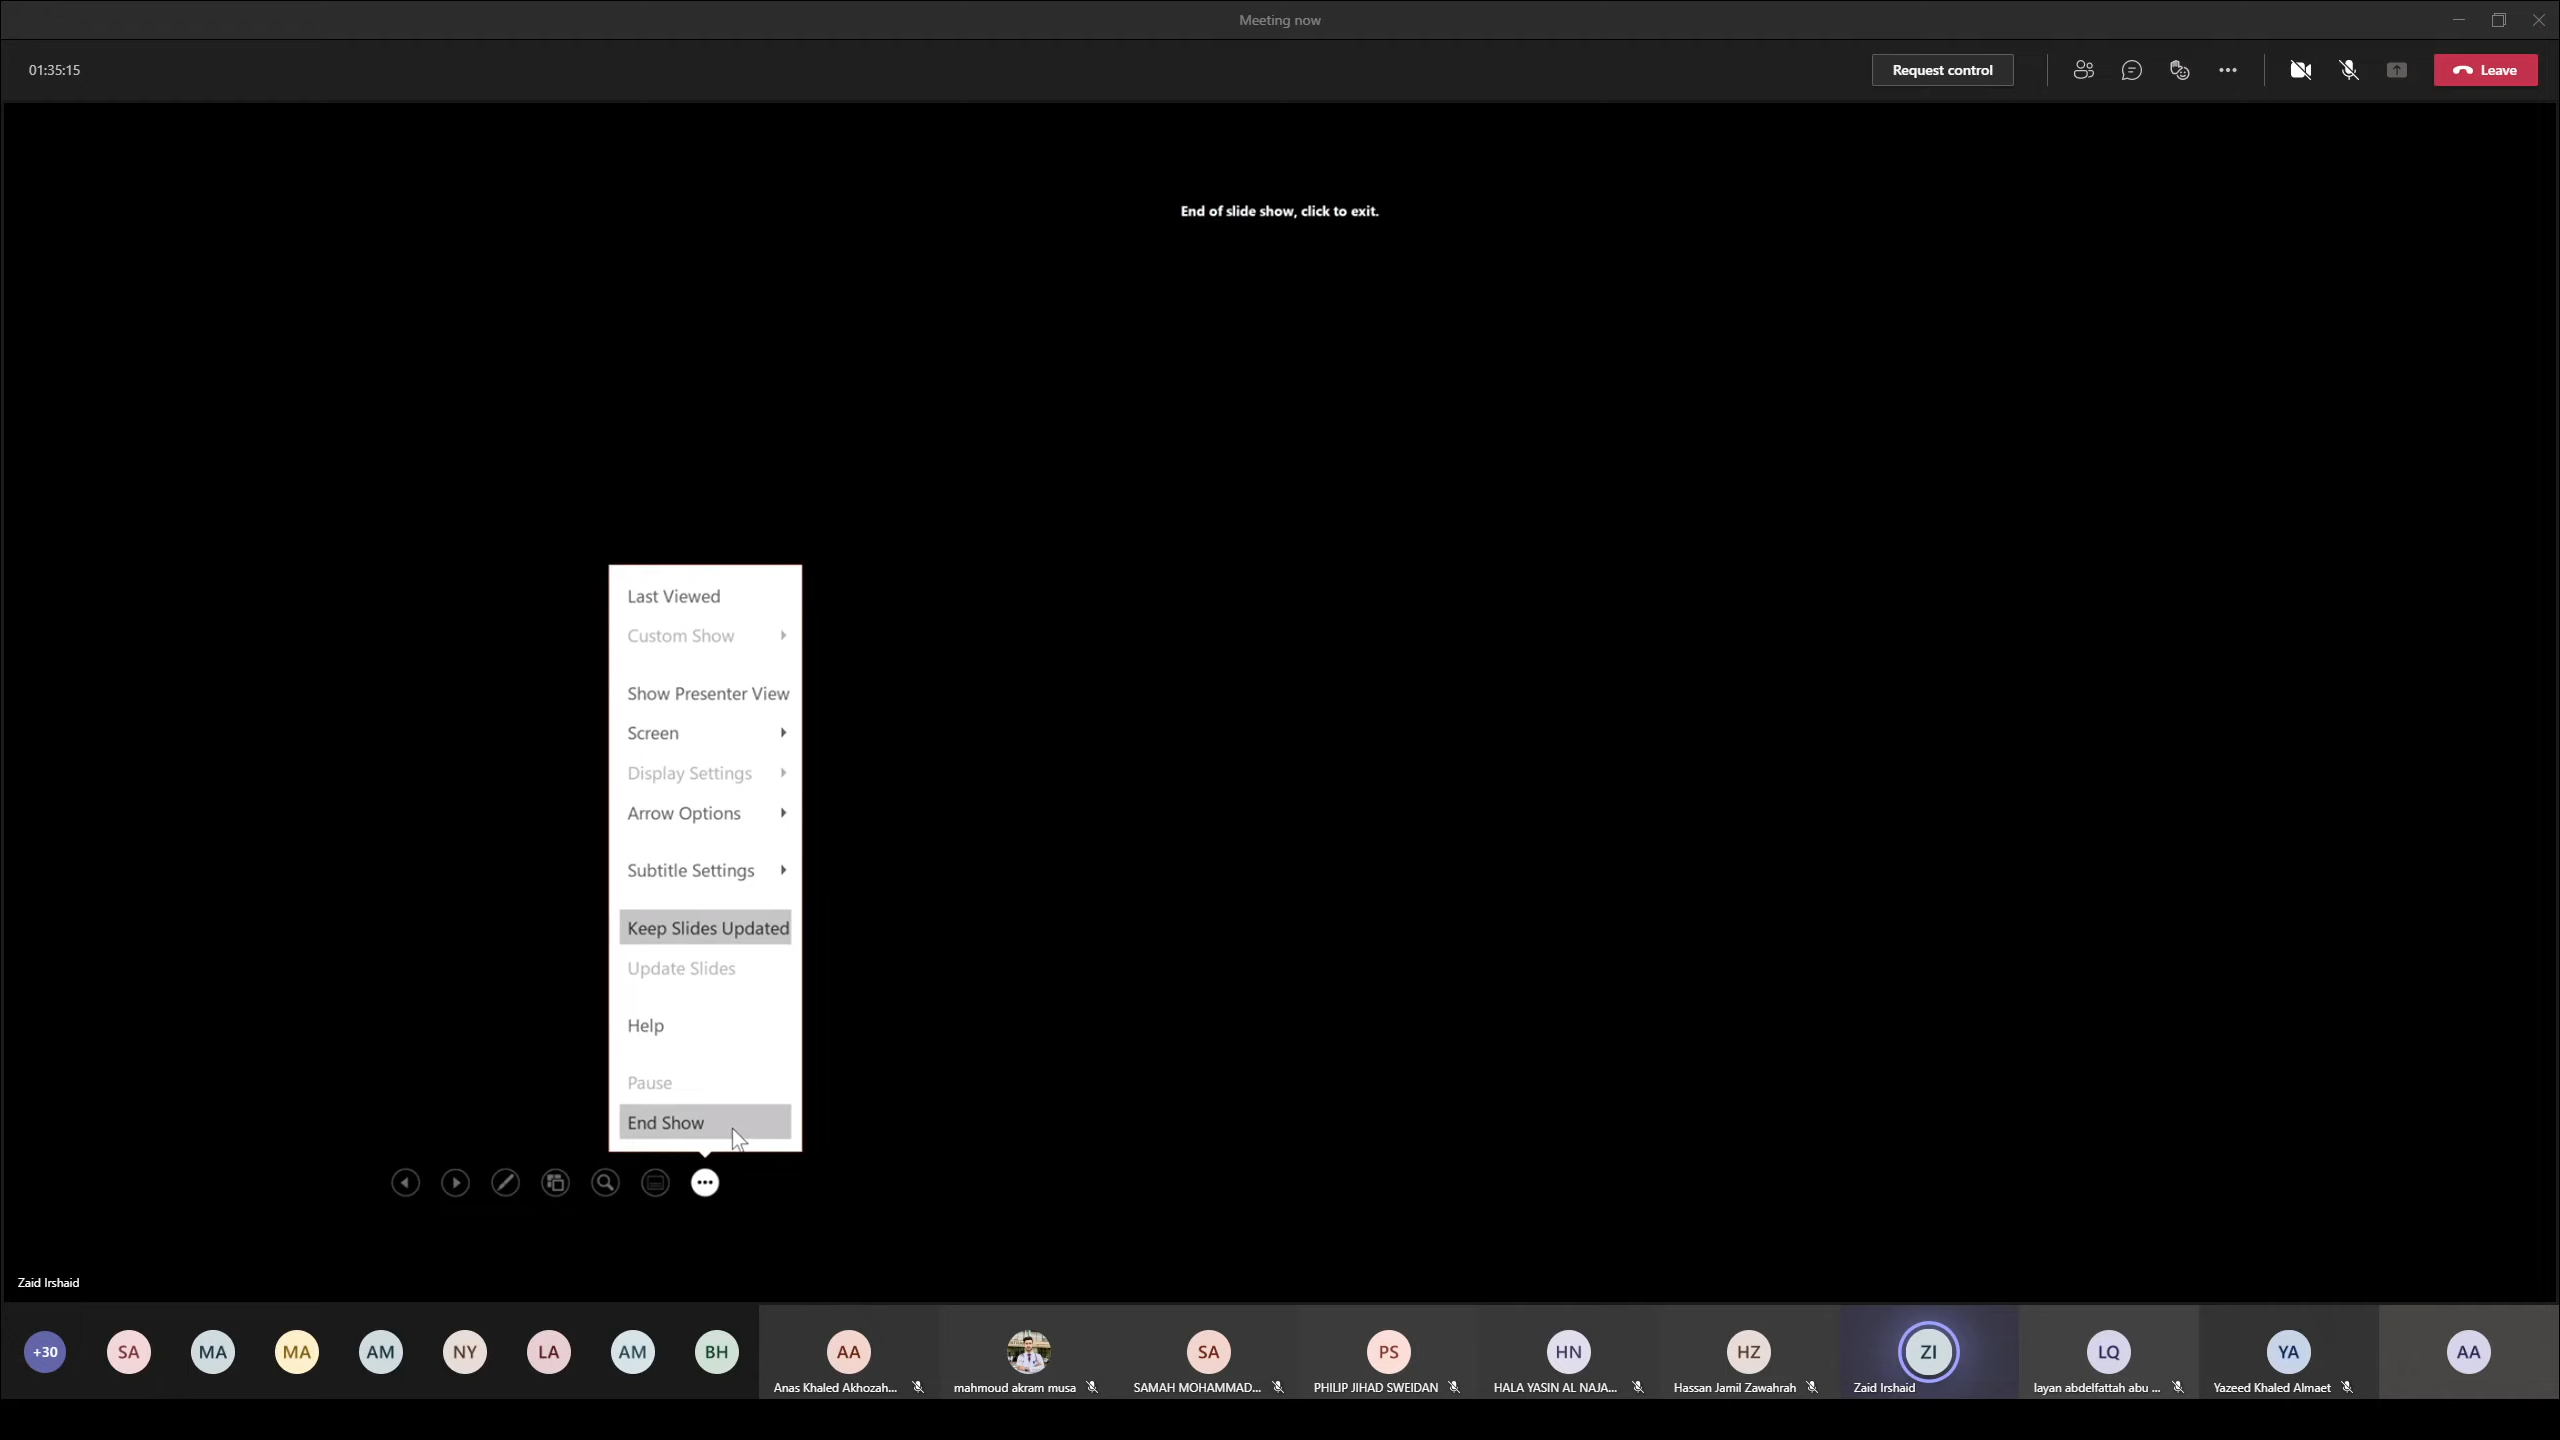 Meeting now
01:35:15
Request control
Leave
End of slide show, click to exit.
Last Viewed
Custom Show
Show Presenter View
Screen
Display Settings
Arrow Options
Subtitle Settings
Keep Slides Updated
Update Slides
Help
Pause
End Show
Zaid Irshaid
+30 SA MA MA AM NY LA AM BH AA SA PS HN HZ ZI LQ YA AA
Anas Khaled Akhozah... mahmoud akram musa SAMAH MOHAMMAD... PHILIP JIHAD SWEIDAN HALA YASIN AL NAJA... Hassan Jamil Zawahrah Zaid Irshaid layan abdelfattah abu ... Yazeed Khaled Almaet